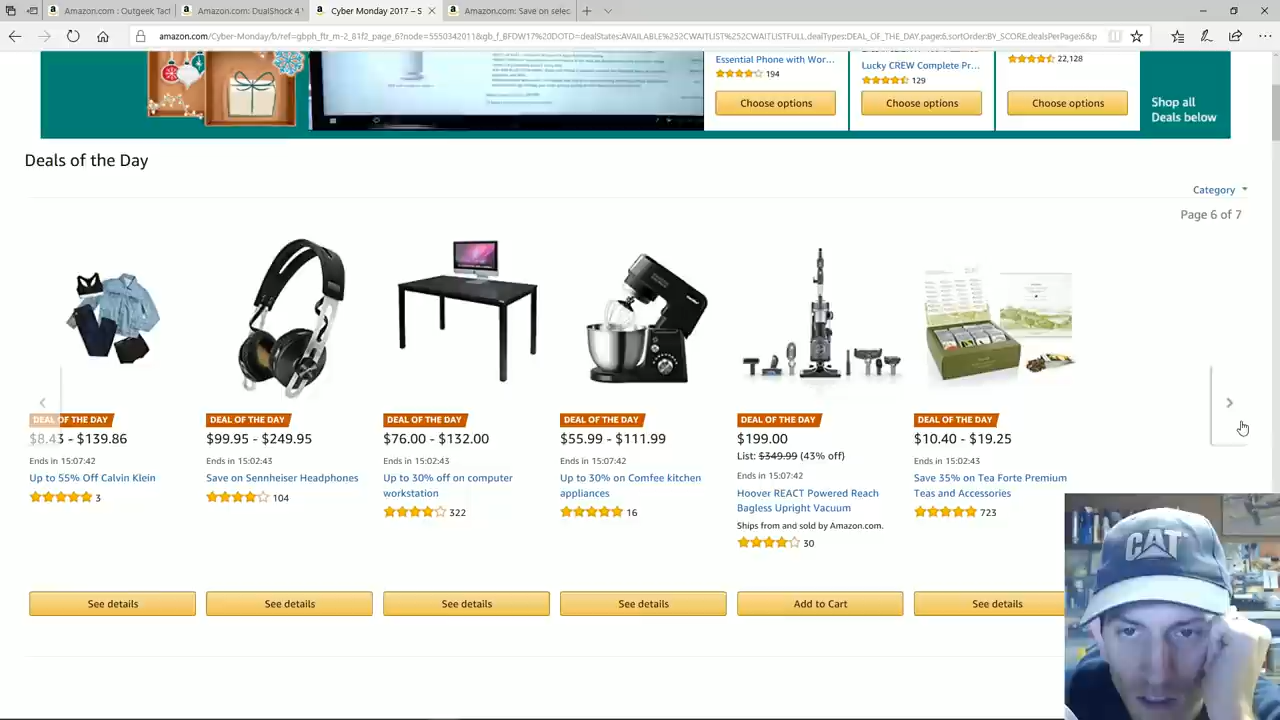 Amazon.com : Outgeek Tact
Amazon.com: DualShock 4
Cyber Monday 2017 – S
Amazon.com: Save on selec
amazon.com/Cyber-Monday/b/ref=gbph_ftr_m-2_81f2_page_6?node=5550342011&gb_f_BFDW17%20DOTD=dealStates:AVAILABLE%252CWAITLIST%252CWAITLISTFULL,dealTypes:DEAL_OF_THE_DAY,page:6,sortOrder:BY_SCORE,dealsPerPage:6&p
Essential Phone with Wor...
Lucky CREW Complete Pr...
194
129
22,128
Choose options
Choose options
Choose options
Shop all
Deals below
Deals of the Day
Category
Page 6 of 7
DEAL OF THE DAY
$8.43 - $139.86
Ends in 15:07:42
Up to 55% Off Calvin Klein
3
See details
DEAL OF THE DAY
$99.95 - $249.95
Ends in 15:02:43
Save on Sennheiser Headphones
104
See details
DEAL OF THE DAY
$76.00 - $132.00
Ends in 15:02:43
Up to 30% off on computer
workstation
322
See details
DEAL OF THE DAY
$55.99 - $111.99
Ends in 15:07:42
Up to 30% on Comfee kitchen
appliances
16
See details
DEAL OF THE DAY
$199.00
List: $349.99 (43% off)
Ends in 15:07:42
Hoover REACT Powered Reach
Bagless Upright Vacuum
Ships from and sold by Amazon.com.
30
Add to Cart
DEAL OF THE DAY
$10.40 - $19.25
Ends in 15:02:43
Save 35% on Tea Forte Premium
Teas and Accessories
723
See details
CAT